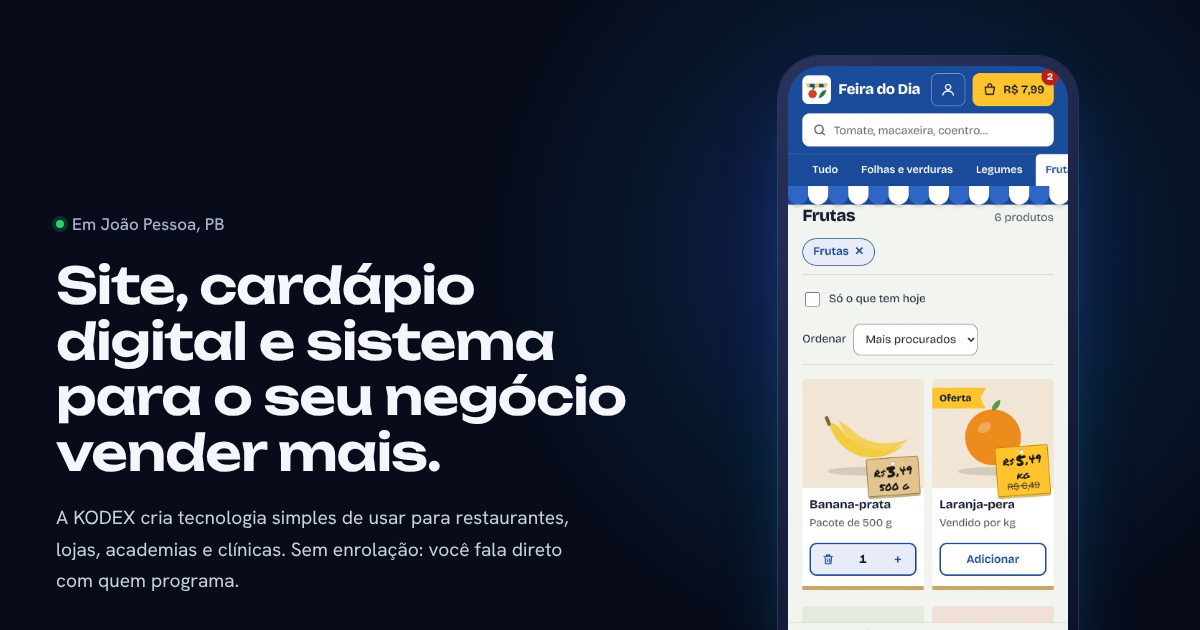 Em João Pessoa, PB
Site, cardápio
digital e sistema
para o seu negócio
vender mais.
A KODEX cria tecnologia simples de usar para restaurantes,
lojas, academias e clínicas. Sem enrolação: você fala direto
com quem programa.
Feira do Dia
R$ 7,99
2
Tomate, macaxeira, coentro...
Tudo Folhas e verduras Legumes Frut
Frutas 6 produtos
Frutas ✕
Só o que tem hoje
Ordenar Mais procurados
R$3,49
500 G
Oferta
R$5,49
KG
R$ 6,49
Banana-prata Laranja-pera
Pacote de 500 g Vendido por kg
1 + Adicionar